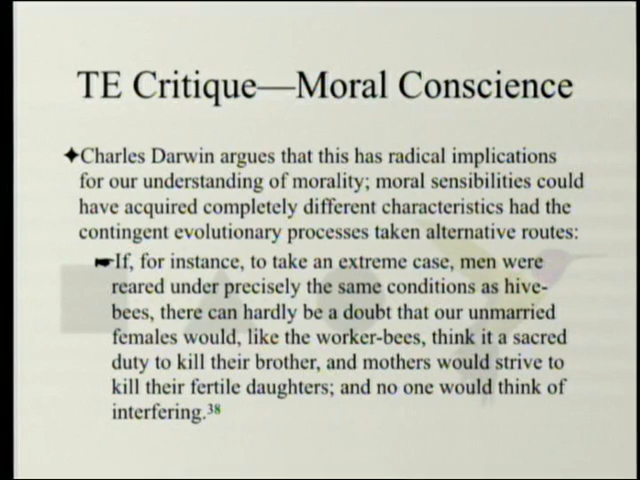 TE Critique—Moral Conscience
✦Charles Darwin argues that this has radical implications
for our understanding of morality; moral sensibilities could
have acquired completely different characteristics had the
contingent evolutionary processes taken alternative routes:
☛If, for instance, to take an extreme case, men were
reared under precisely the same conditions as hive-
bees, there can hardly be a doubt that our unmarried
females would, like the worker-bees, think it a sacred
duty to kill their brother, and mothers would strive to
kill their fertile daughters; and no one would think of
interfering.38